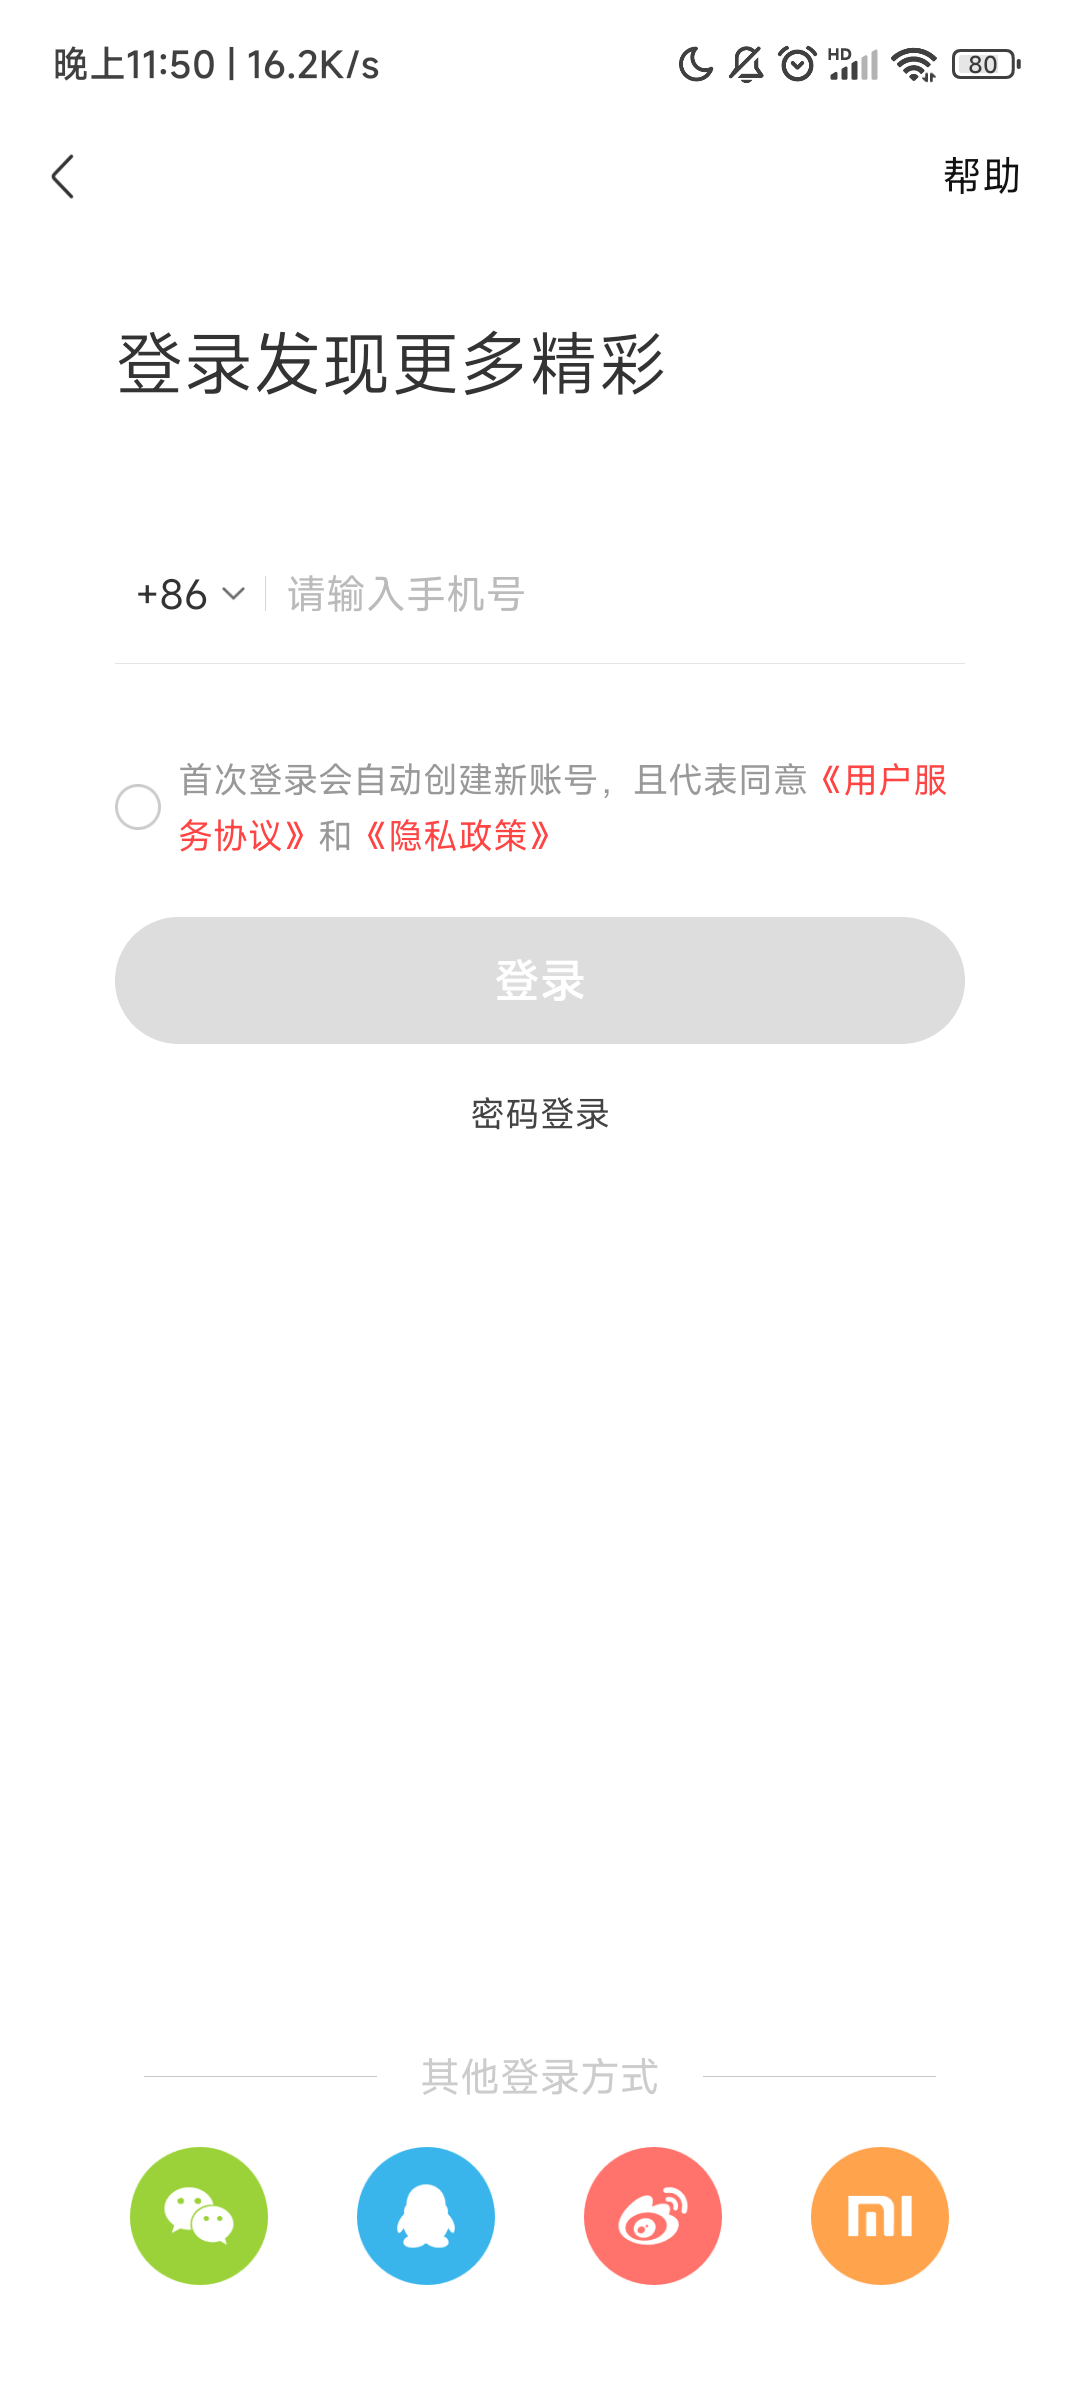 晚上11:50 | 16.2K/s
HD
80
帮助
登录发现更多精彩
+86
请输入手机号
首次登录会自动创建新账号，且代表同意《用户服
务协议》和《隐私政策》
登录
密码登录
其他登录方式